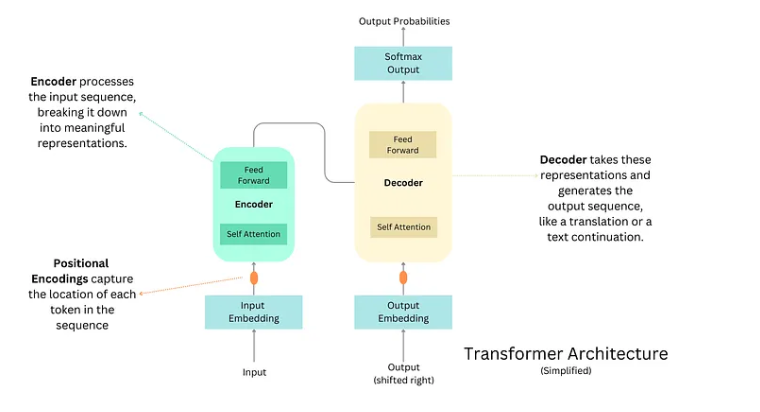 Output Probabilities
Softmax
Output
Encoder processes
the input sequence,
breaking it down
into meaningful
representations.
Feed
Forward
Encoder
Self Attention
Feed
Forward
Decoder
Self Attention
Decoder takes these
representations and
generates the
output sequence,
like a translation or a
text continuation.
Positional
Encodings capture
the location of each
token in the
sequence
Input
Embedding
Output
Embedding
Input
Output
(shifted right)
Transformer Architecture
(Simplified)